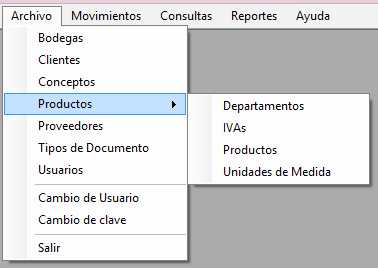 Archivo Movimientos Consultas Reportes Ayuda
Bodegas
Clientes
Conceptos
Productos
Proveedores
Tipos de Documento
Usuarios
Cambio de Usuario
Cambio de clave
Salir
Departamentos
IVAs
Productos
Unidades de Medida